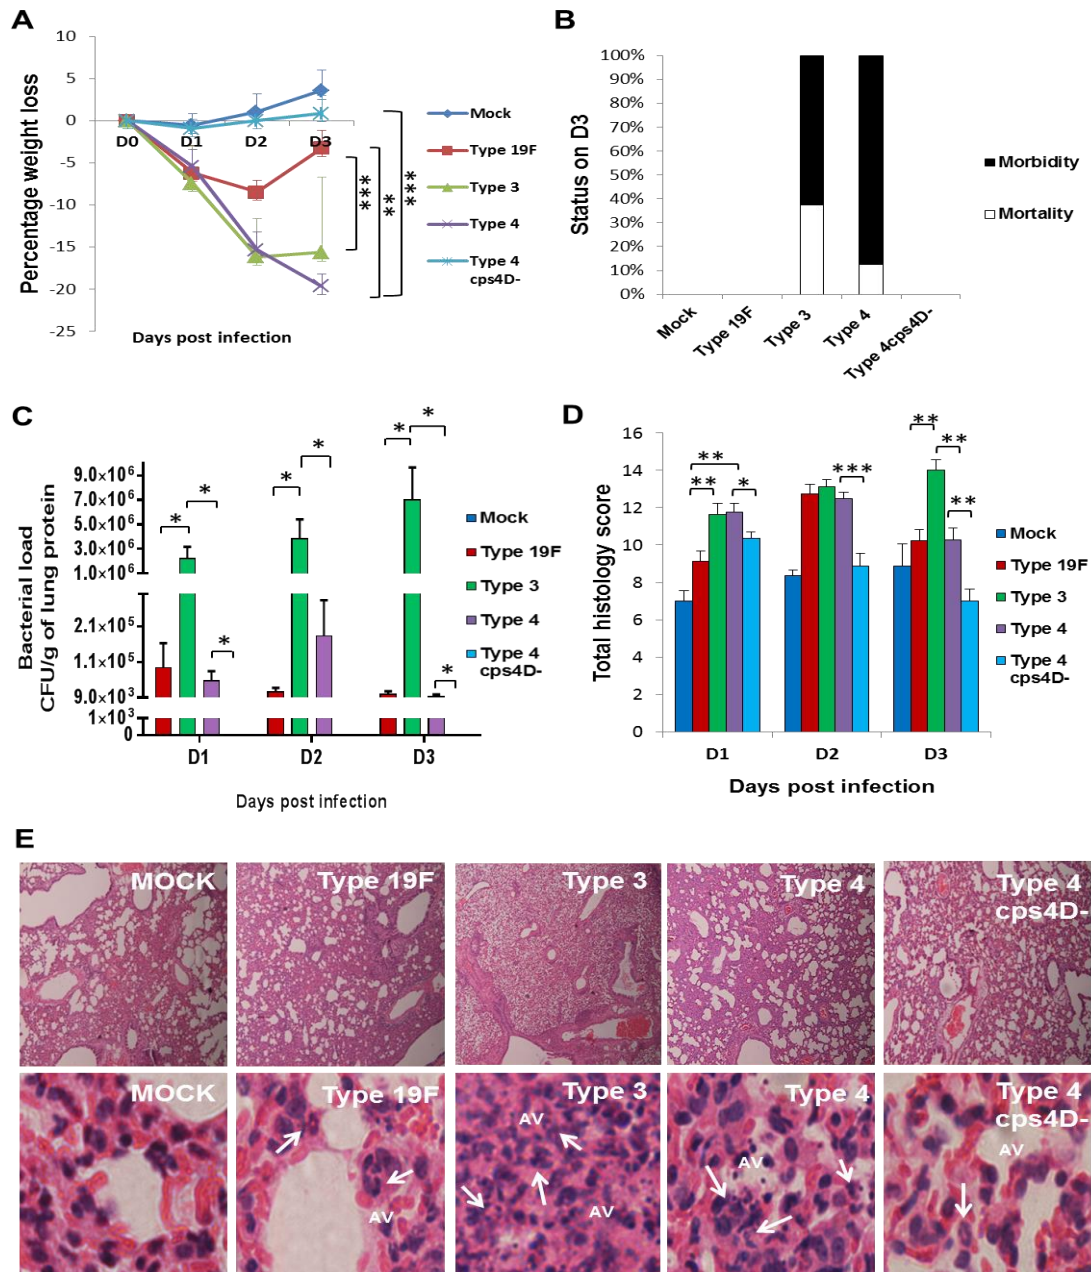 A
10
5
0
-5
-10
-15
-20
-25
Percentage weight loss
D0
D1
D2
D3
Days post infection
***
**
***
Mock
Type 19F
Type 3
Type 4
Type 4
cps4D-
B
100%
90%
80%
70%
60%
50%
40%
30%
20%
10%
0%
Status on D3
Mock
Type 19F
Type 3
Type 4
Type 4cps4D-
Morbidity
Mortality
C
Bacterial load
CFU/g of lung protein
9.0×10⁶
7.0×10⁶
5.0×10⁶
3.0×10⁶
1.0×10⁶
2.1×10⁵
1.1×10⁵
9.0×10³
1×10³
0
*
*
*
*
*
*
*
*
D1
D2
D3
Days post infection
Mock
Type 19F
Type 3
Type 4
Type 4
cps4D-
D
Total histology score
16
14
12
10
8
6
4
2
0
**
**
*
***
**
**
**
D1
D2
D3
Days post infection
Mock
Type 19F
Type 3
Type 4
Type 4
cps4D-
E
MOCK
Type 19F
Type 3
Type 4
Type 4
cps4D-
MOCK
Type 19F
AV
Type 3
AV
AV
Type 4
AV
Type 4
cps4D-
AV